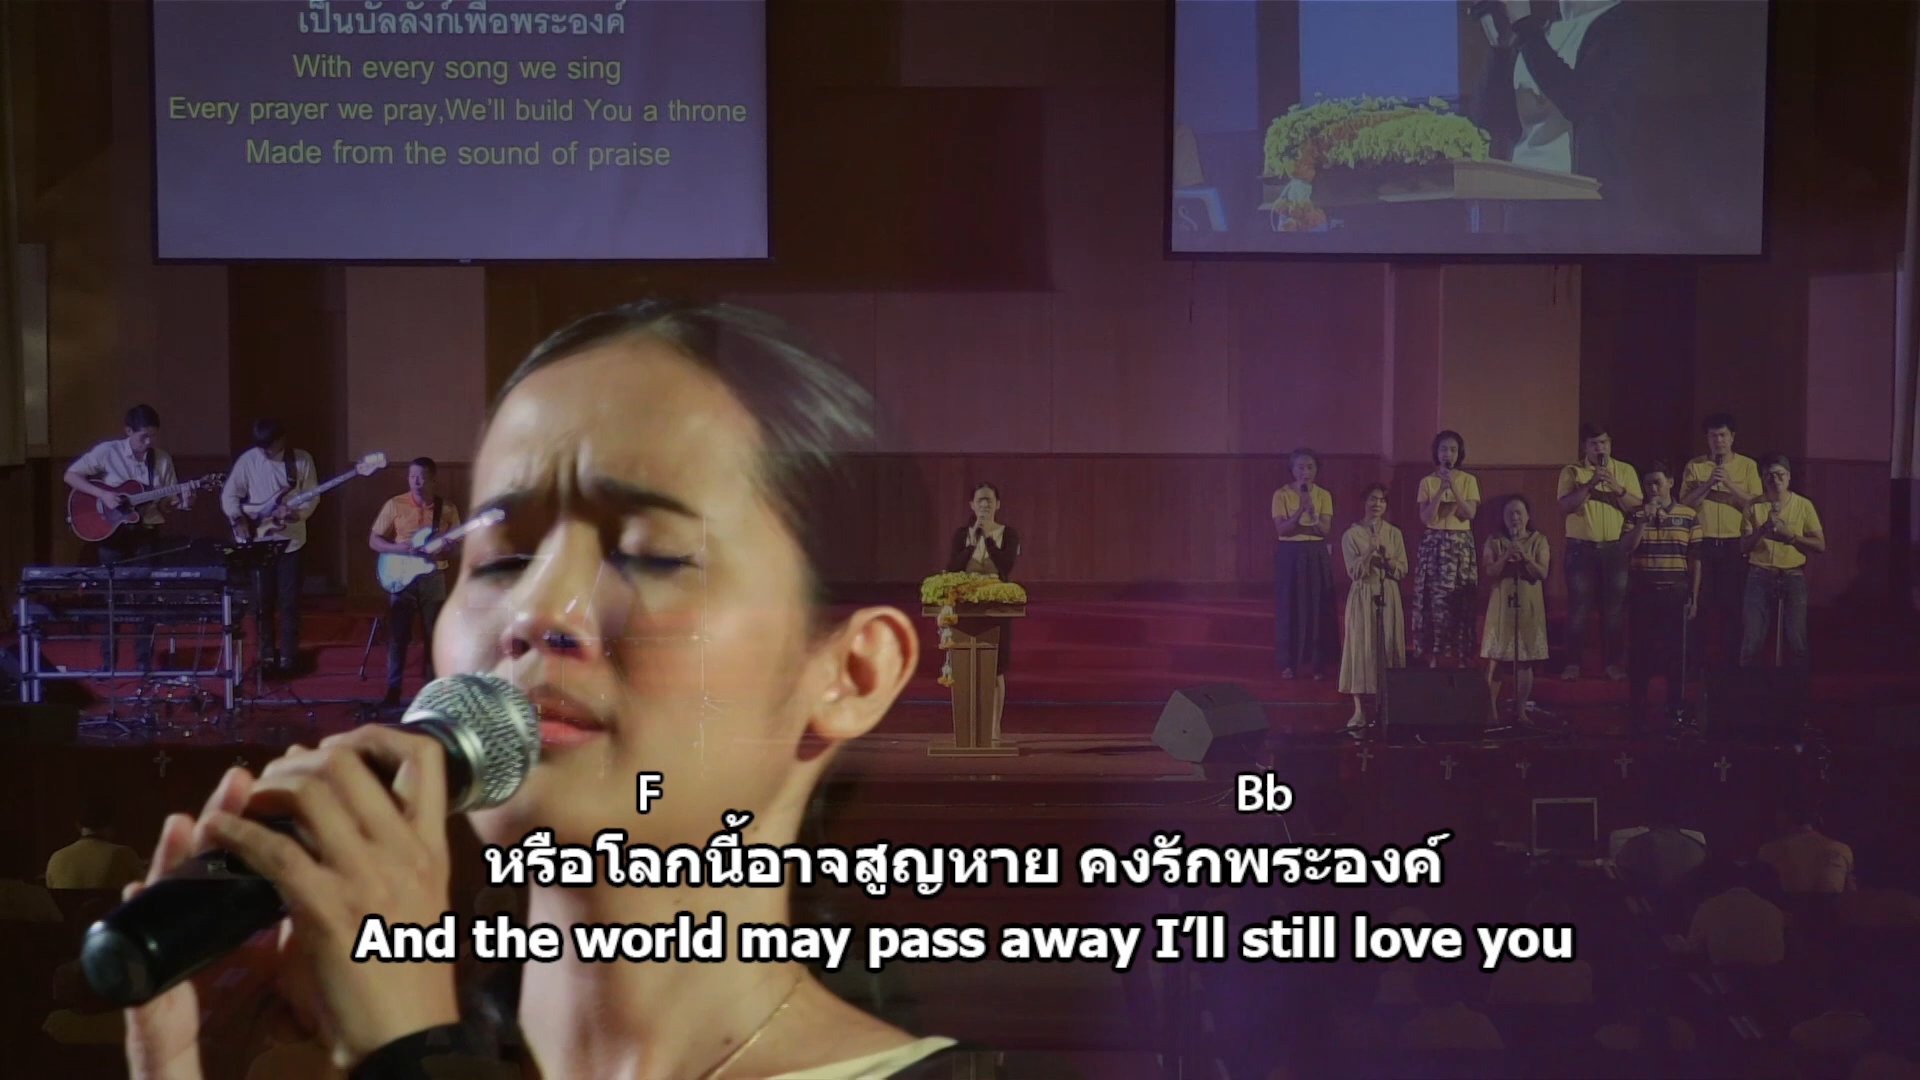 เป็นบัลลังก์เพื่อพระองค์
With every song we sing
Every prayer we pray,We'll build You a throne
Made from the sound of praise
F Bb
หรือโลกนี้อาจสูญหาย คงรักพระองค์
And the world may pass away I'll still love you